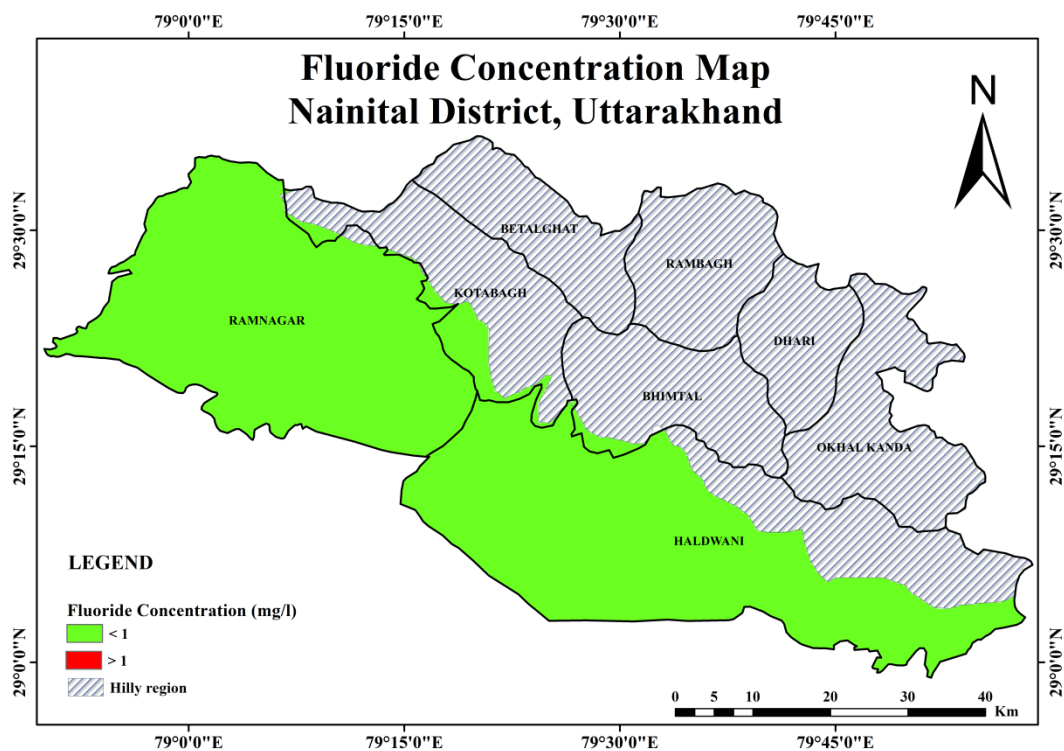 79°0'0"E 79°15'0"E 79°30'0"E 79°45'0"E
Fluoride Concentration Map
Nainital District, Uttarakhand
N
29°30'0"N 29°30'0"N
29°15'0"N 29°15'0"N
29°0'0"N 29°0'0"N
BETALGHAT
RAMBAGH
KOTABAGH
RAMNAGAR
DHARI
BHIMTAL
OKHAL KANDA
HALDWANI
LEGEND
Fluoride Concentration (mg/l)
< 1
> 1
Hilly region
0 5 10 20 30 40
Km
79°0'0"E 79°15'0"E 79°30'0"E 79°45'0"E